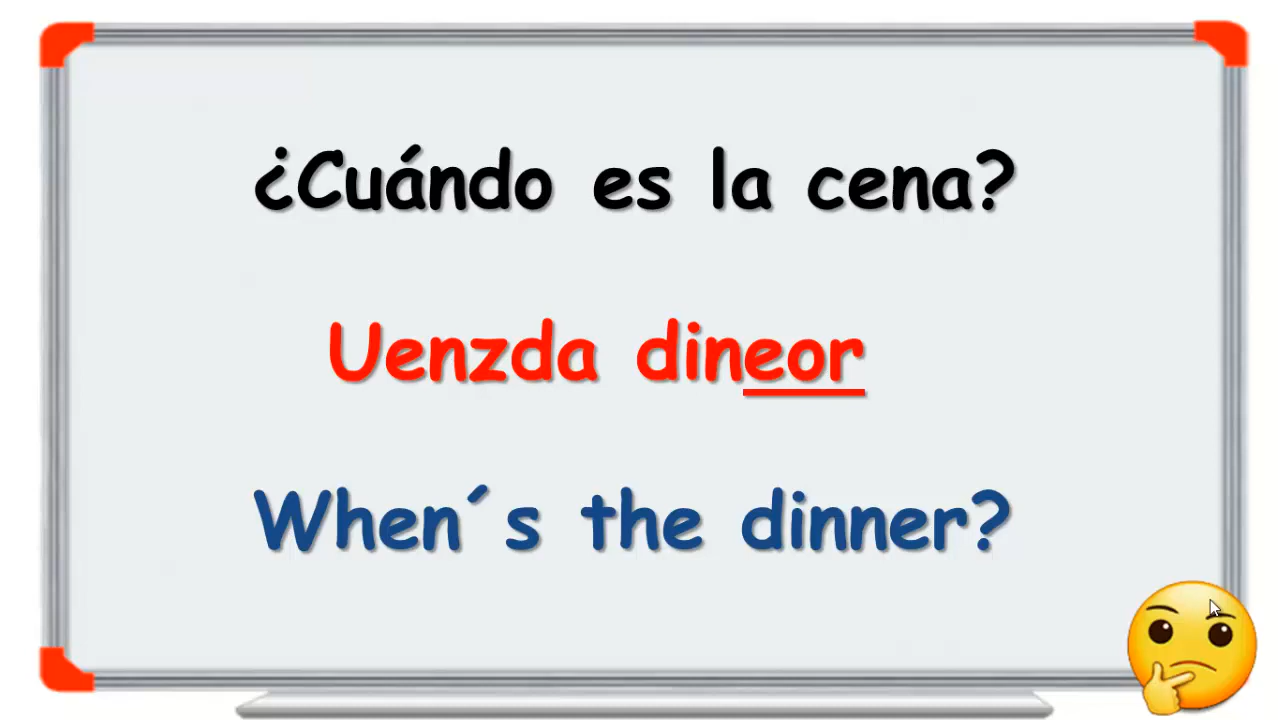 ¿Cuándo es la cena?
Uenzda dineor
When´s the dinner?